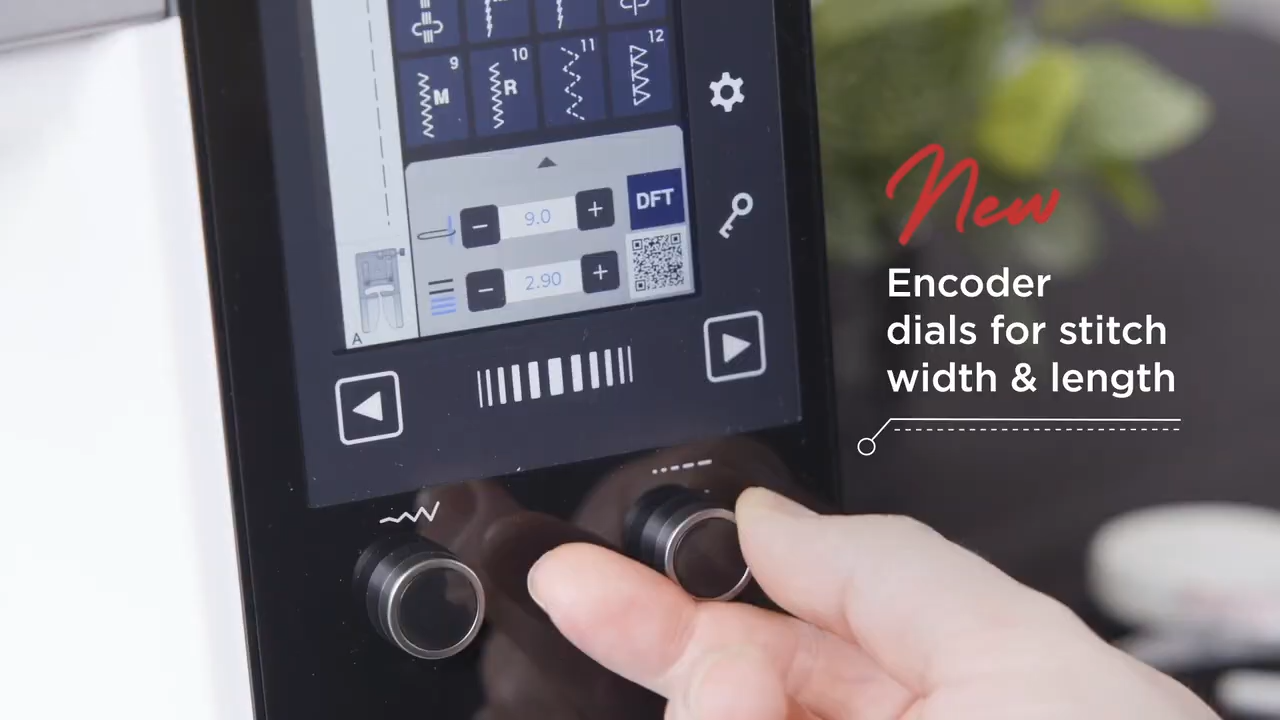 9
10
11
12
M
R
9.0
DFT
2.90
A
New
Encoder
dials for stitch
width & length